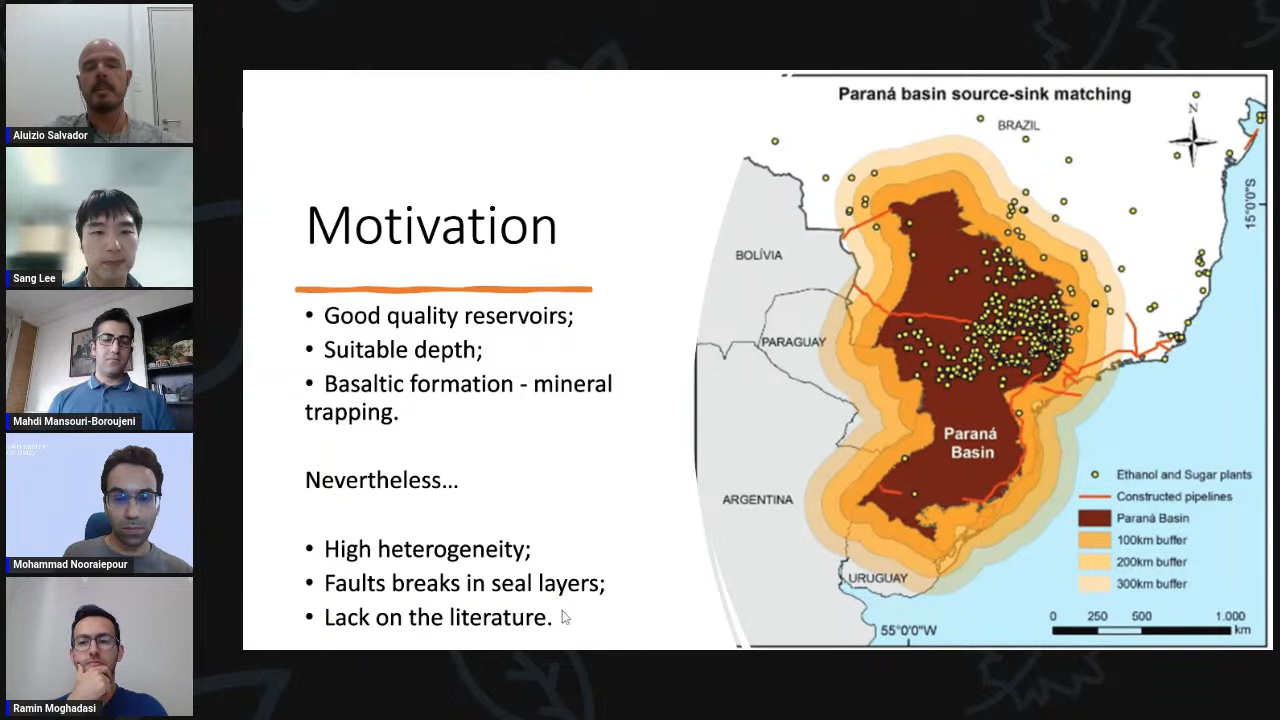 Aluizio Salvador
Sang Lee
Mahdi Mansouri-Boroujeni
UNIVERSITY
OF OSLO
Mohammad Nooraiepour
Ramin Moghadasi
Motivation
• Good quality reservoirs;
• Suitable depth;
• Basaltic formation - mineral
trapping.
Nevertheless...
• High heterogeneity;
• Faults breaks in seal layers;
• Lack on the literature.
Paraná basin source-sink matching
BRAZIL
N
15°0'0"S
BOLÍVIA
PARAGUAY
Paraná
Basin
ARGENTINA
URUGUAY
Ethanol and Sugar plants
Constructed pipelines
Paraná Basin
100km buffer
200km buffer
300km buffer
0 250 500 1.000
km
55°0'0"W